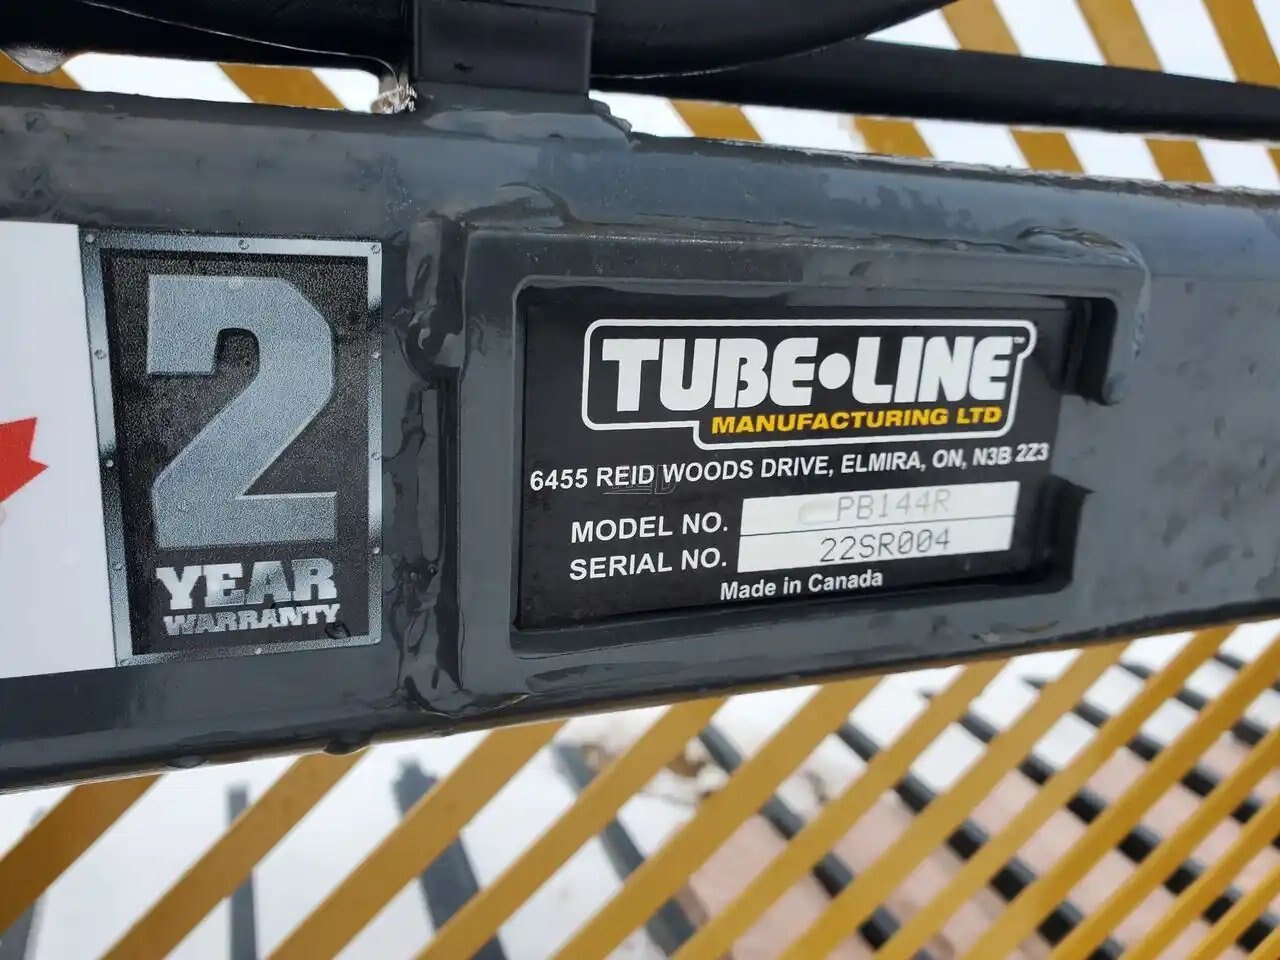 2
YEAR
WARRANTY
TUBE•LINE™
MANUFACTURING LTD
6455 REID WOODS DRIVE, ELMIRA, ON, N3B 2Z3
MODEL NO. PB144R
SERIAL NO. 22SR004
Made in Canada